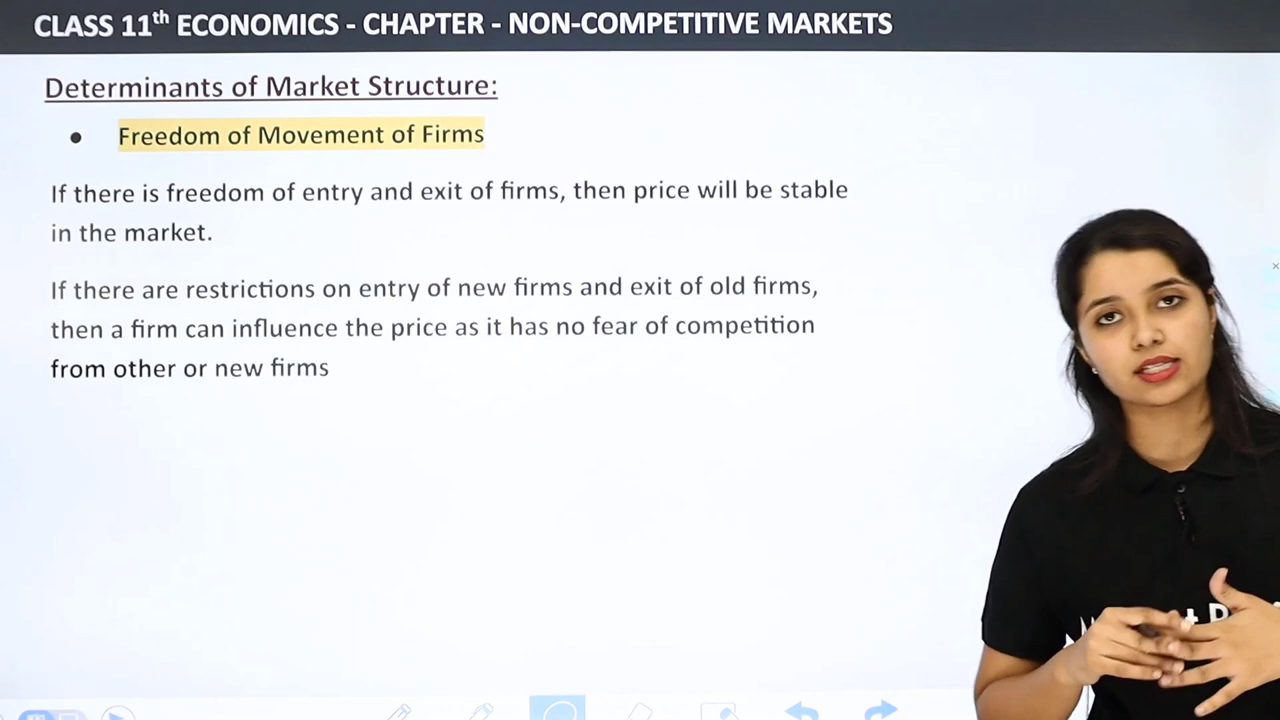 CLASS 11th ECONOMICS - CHAPTER - NON-COMPETITIVE MARKETS
Determinants of Market Structure:
• Freedom of Movement of Firms
If there is freedom of entry and exit of firms, then price will be stable
in the market.
If there are restrictions on entry of new firms and exit of old firms,
then a firm can influence the price as it has no fear of competition
from other or new firms